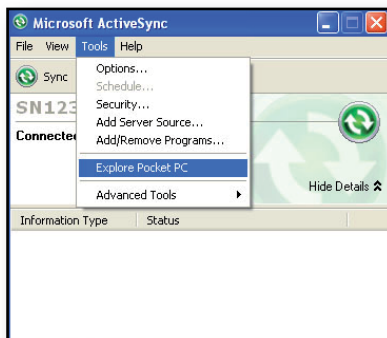 Microsoft ActiveSync
File View Tools Help
Sync
Options...
Schedule...
Security...
Add Server Source...
Add/Remove Programs...
Explore Pocket PC
Advanced Tools
SN123
Connected
Hide Details
Information Type Status